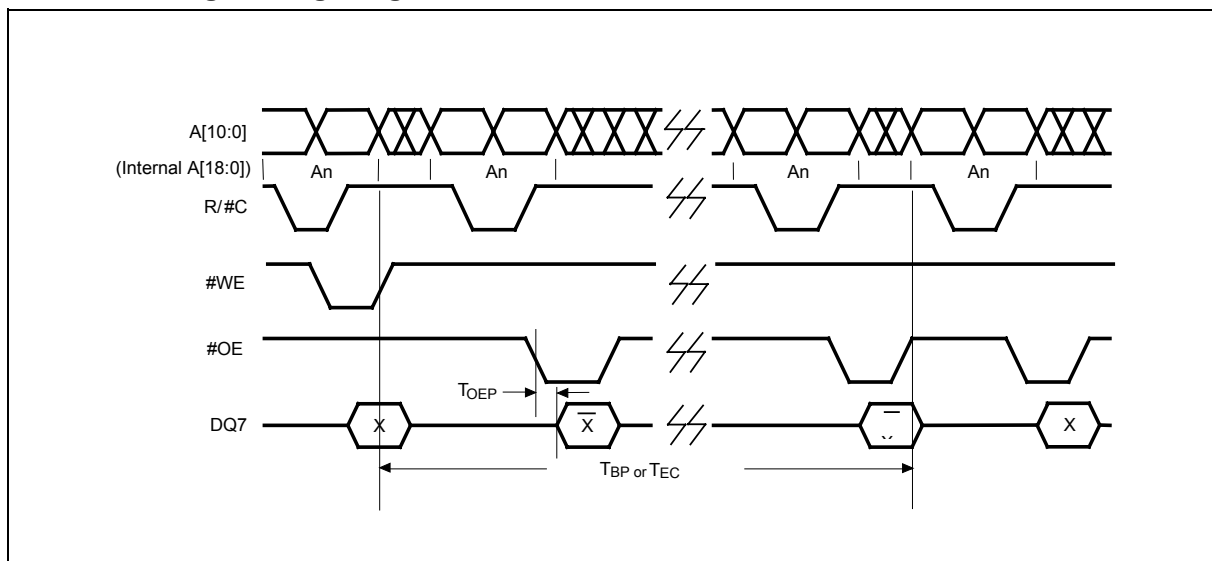 A[10:0]
(Internal A[18:0])
An
An
An
An
R/#C
#WE
#OE
TOEP
DQ7
X
X̅
X
TBP or TEC